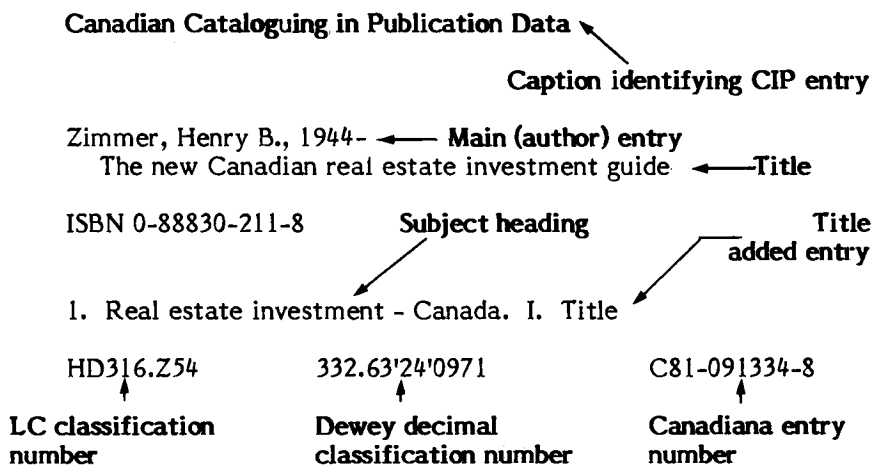 Canadian Cataloguing in Publication Data
Caption identifying CIP entry
Zimmer, Henry B., 1944- Main (author) entry
The new Canadian real estate investment guide Title
ISBN 0-88830-211-8 Subject heading Title
added entry
1. Real estate investment - Canada. I. Title
HD316.Z54 332.63'24'0971 C81-091334-8
LC classification Dewey decimal Canadiana entry
number classification number number